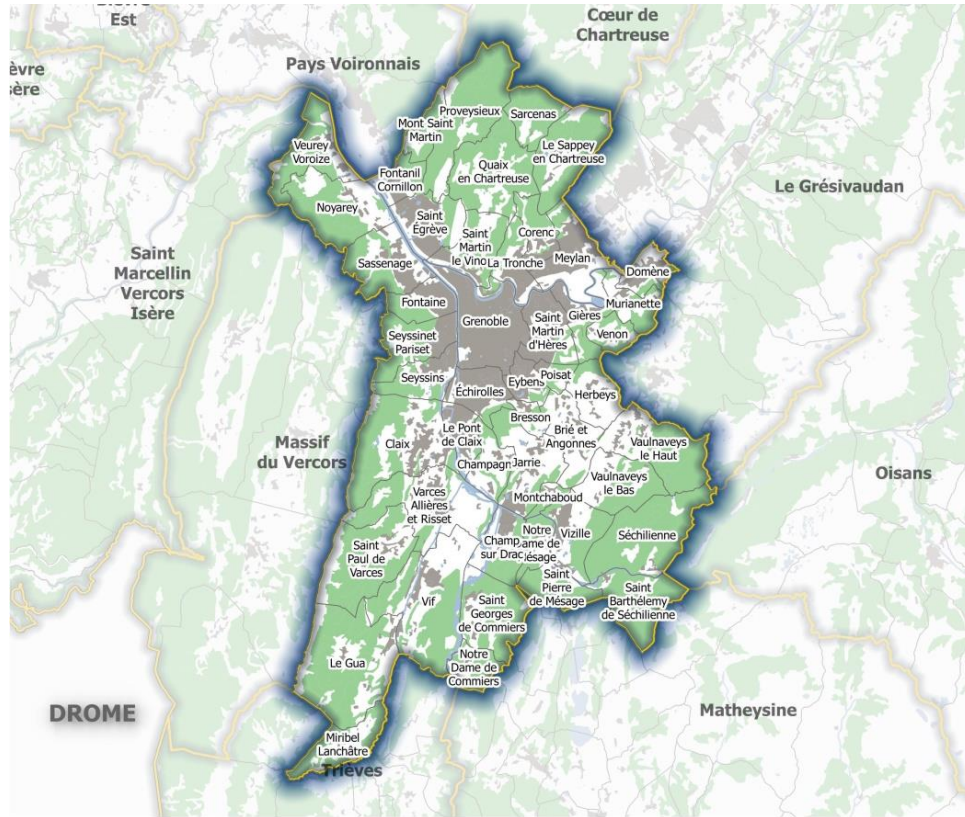 Est
Cœur de
Chartreuse
Pays Voironnais
Proveysieux
Sarcenas
Mont Saint
Martin
Le Sappey
en Chartreuse
Veurey
Voroize
Quaix
en Chartreuse
Fontanil
Cornillon
Le Grésivaudan
Noyarey
Saint
Égrève
Saint
Martin
le Vino
Corenc
La Tronche
Meylan
Saint
Marcellin
Vercors
Isère
Sassenage
Domène
Fontaine
Murianette
Grenoble
Saint
Martin
d'Hères
Gières
Venon
Seyssinet
Pariset
Seyssins
Échirolles
Eybens
Poisat
Herbeys
Bresson
Le Pont
de Claix
Brié et
Angonnes
Vaulnaveys
le Haut
Claix
Massif
du Vercors
Champagn
Jarrie
Vaulnaveys
le Bas
Oisans
Varces
Allières
et Risset
Montchaboud
Notre
Dame de
Mésage
Vizille
Séchilienne
Champ
sur Drac
Saint
Paul de
Varces
Saint
Pierre
de Mésage
Saint
Barthélemy
de Séchilienne
Vif
Saint
Georges
de Commiers
Le Gua
Notre
Dame de
Commiers
DROME
Matheysine
Miribel
Lanchâtre
Trièves